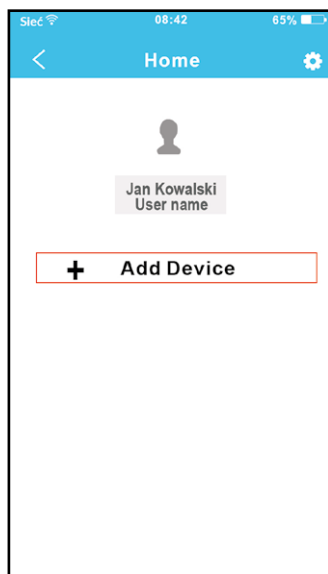 Sieć 08:42 65%
Home
Jan Kowalski
User name
+ Add Device